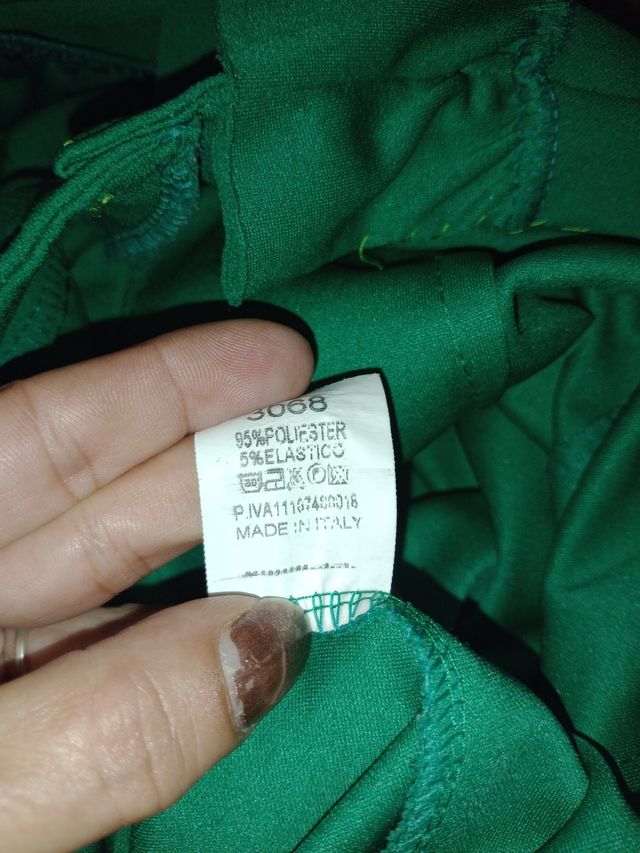 3068
95%POLIESTER
5%ELASTICO
MADE IN ITALY